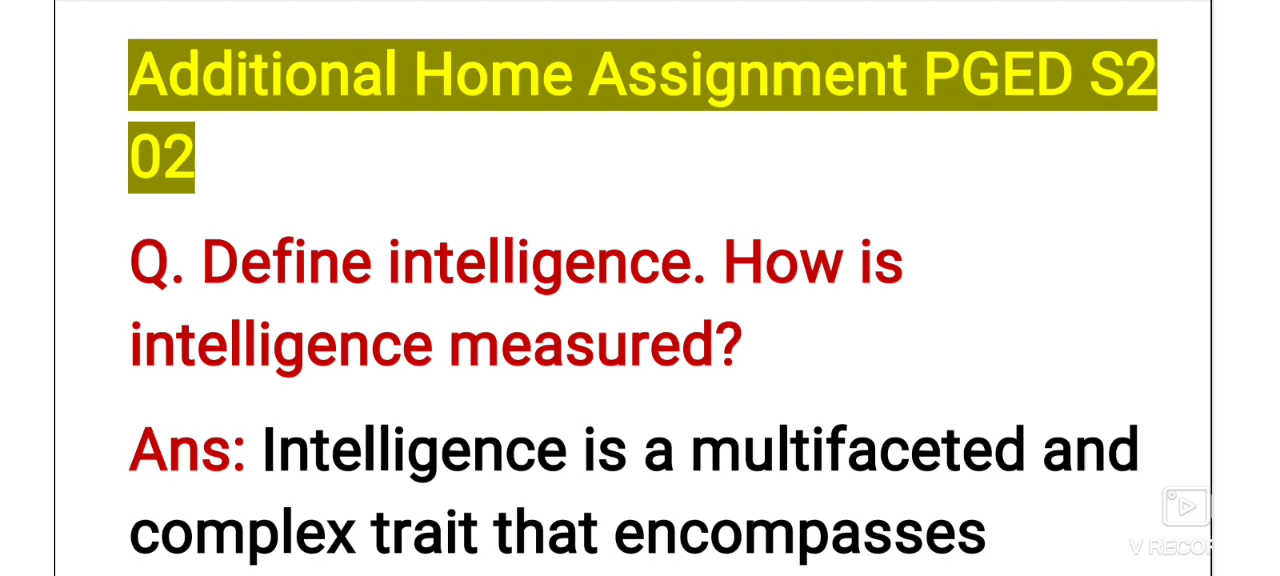 Additional Home Assignment PGED S2
02
Q. Define intelligence. How is
intelligence measured?
Ans: Intelligence is a multifaceted and
complex trait that encompasses
V RECOR